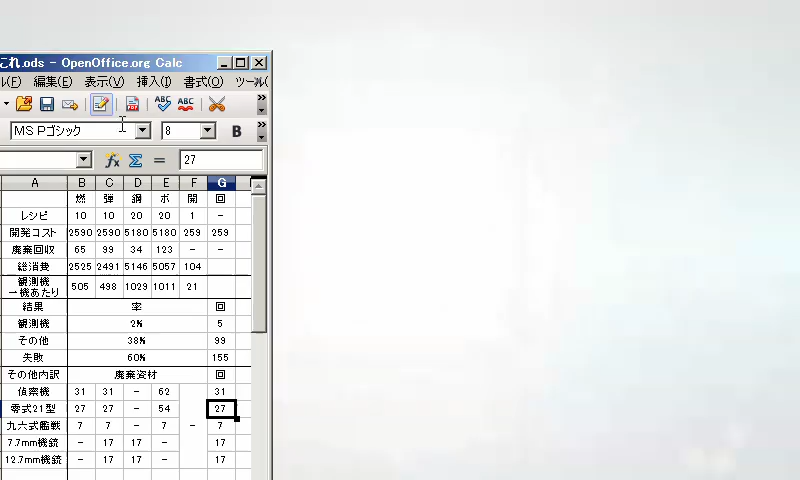 これ.ods - OpenOffice.org Calc
ル(F) 編集(E) 表示(V) 挿入(I) 書式(O) ツール(
ABC ABC
MS Pゴシック 8 B
27
A B C D E F G
燃 弾 鋼 ボ 開 回
レシピ 10 10 20 20 1 -
開発コスト 2590 2590 5180 5180 259 259
廃棄回収 65 99 34 123 - -
総消費 2525 2491 5146 5057 104
観測機
一機あたり 505 498 1029 1011 21
結果 率 回
観測機 2% 5
その他 38% 99
失敗 60% 155
その他内訳 廃棄資材 回
偵察機 31 31 - 62 31
零式21型 27 27 - 54 27
九六式艦戦 7 7 - 7 - 7
7.7mm機銃 - 17 17 - 17
12.7mm機銃 - 17 17 - 17